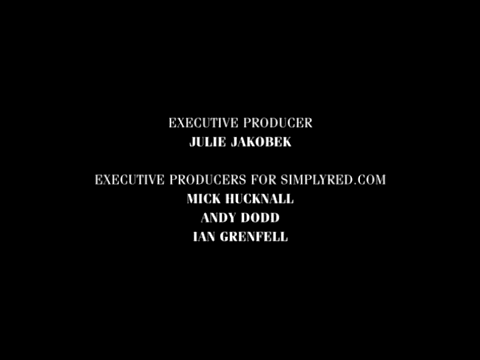 EXECUTIVE PRODUCER
JULIE JAKOBEK
EXECUTIVE PRODUCERS FOR SIMPLYRED.COM
MICK HUCKNALL
ANDY DODD
IAN GRENFELL